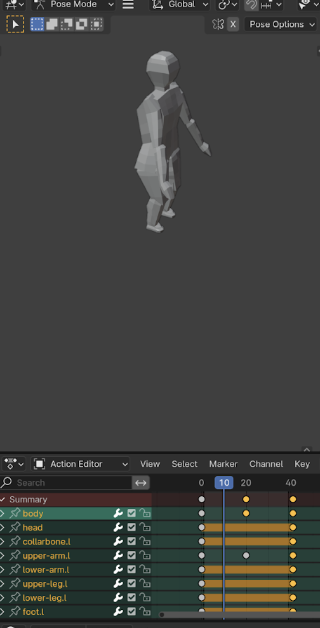 Pose Mode
Global
X
Pose Options
Action Editor
View
Select
Marker
Channel
Key
Search
0
10
20
40
Summary
body
head
collarbone.l
upper-arm.l
lower-arm.l
upper-leg.l
lower-leg.l
foot.l